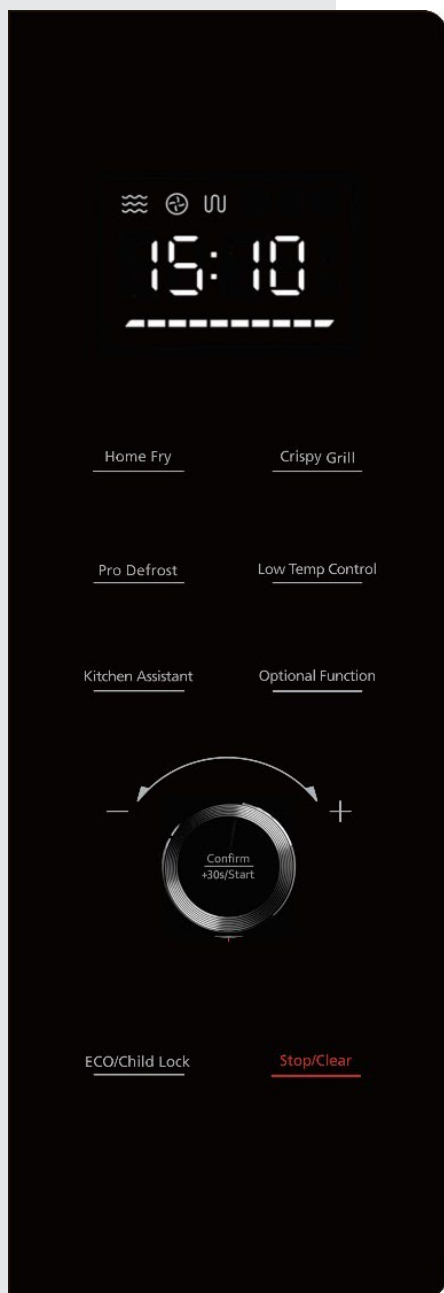 15:10
Home Fry
Crispy Grill
Pro Defrost
Low Temp Control
Kitchen Assistant
Optional Function
− +
Confirm
+30s/Start
ECO/Child Lock
Stop/Clear